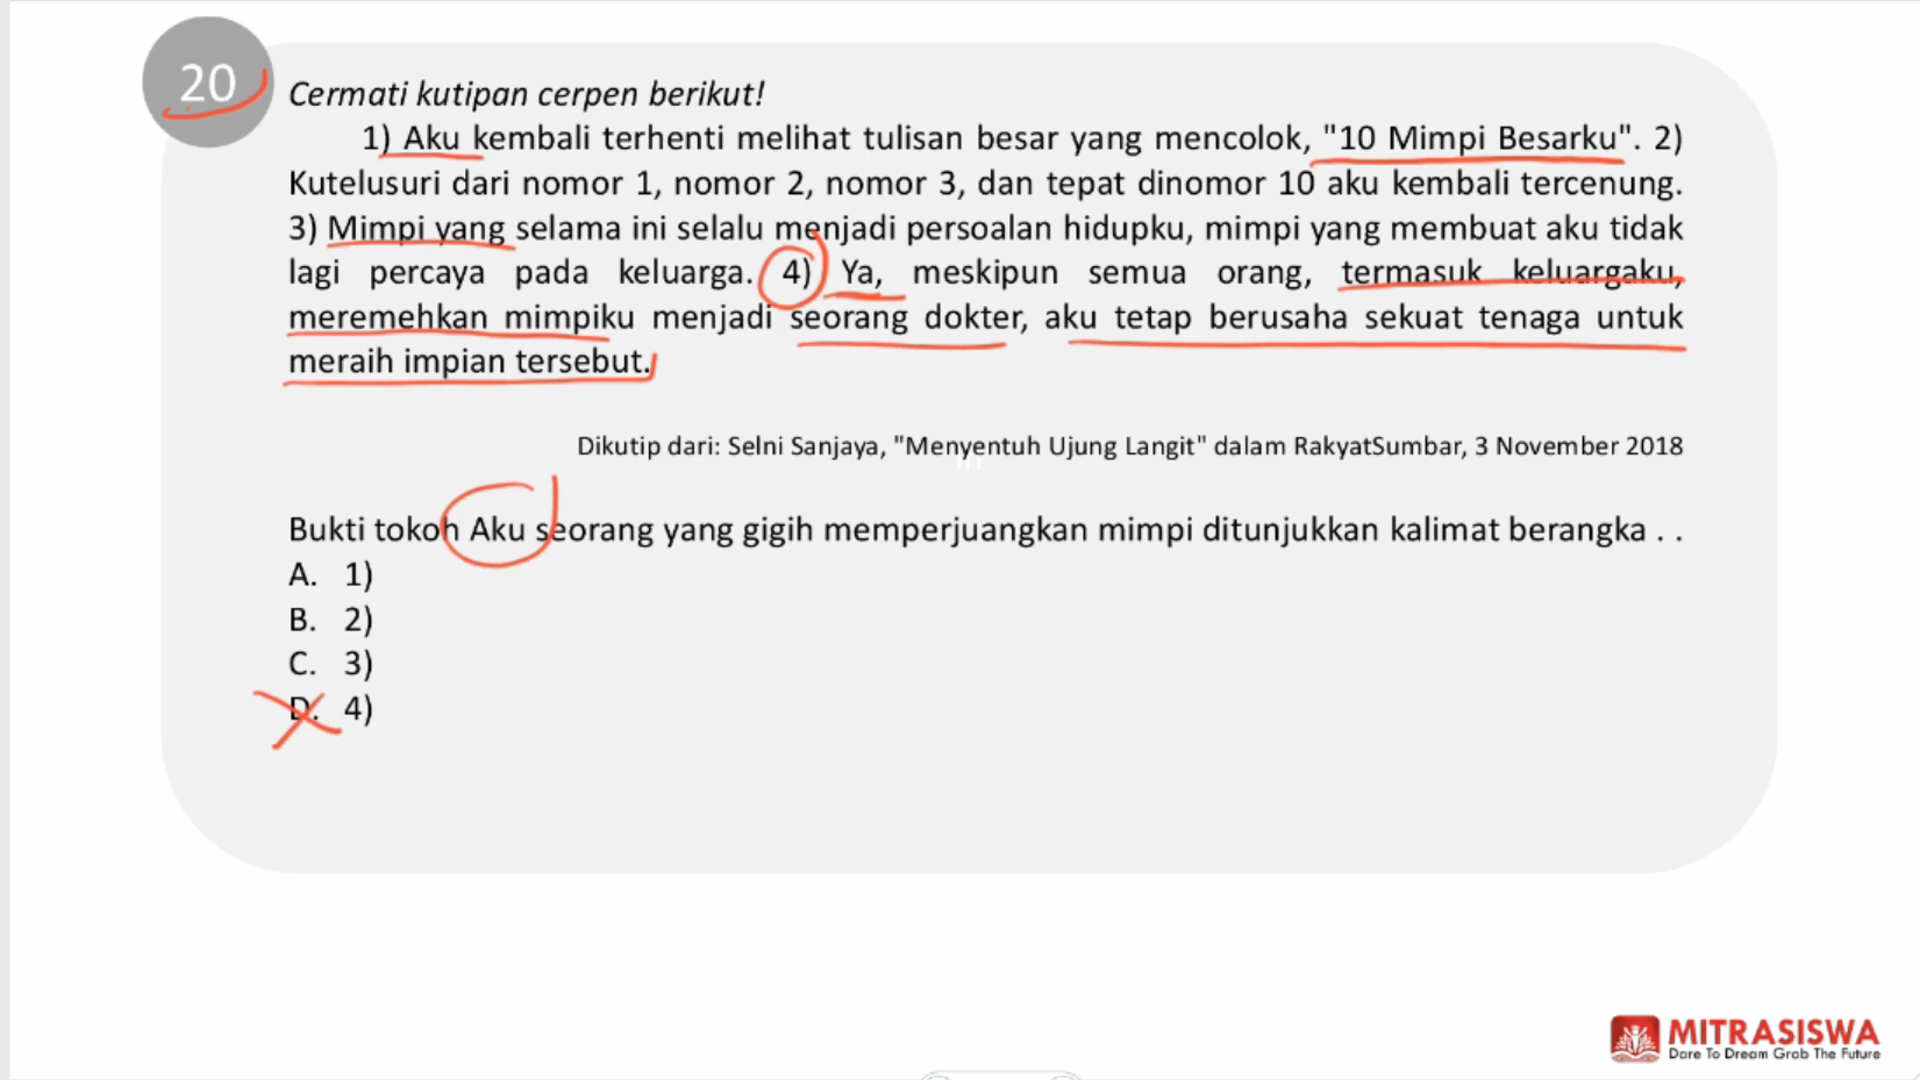 20
Cermati kutipan cerpen berikut!
1) Aku kembali terhenti melihat tulisan besar yang mencolok, "10 Mimpi Besarku". 2)
Kutelusuri dari nomor 1, nomor 2, nomor 3, dan tepat dinomor 10 aku kembali tercenung.
3) Mimpi yang selama ini selalu menjadi persoalan hidupku, mimpi yang membuat aku tidak
lagi percaya pada keluarga. 4) Ya, meskipun semua orang, termasuk keluargaku,
meremehkan mimpiku menjadi seorang dokter, aku tetap berusaha sekuat tenaga untuk
meraih impian tersebut.
Dikutip dari: Selni Sanjaya, "Menyentuh Ujung Langit" dalam RakyatSumbar, 3 November 2018
Bukti tokoh Aku seorang yang gigih memperjuangkan mimpi ditunjukkan kalimat berangka . .
A. 1)
B. 2)
C. 3)
D. 4)
MITRASISWA
Dare To Dream Grab The Future